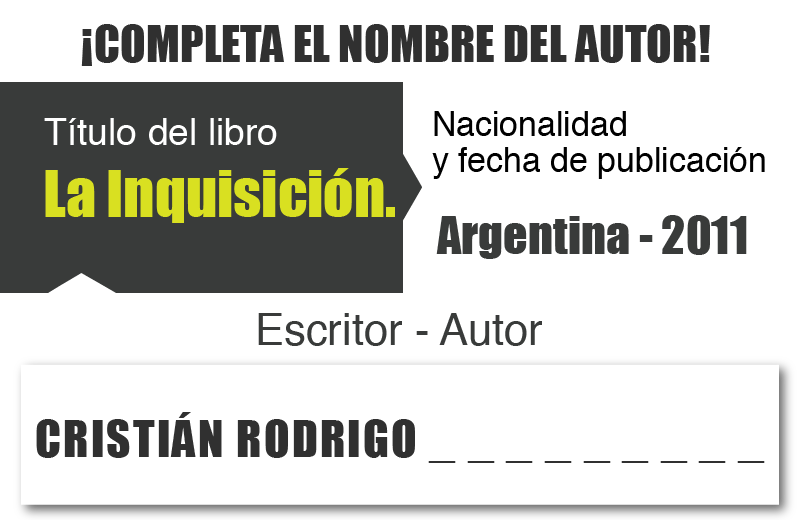 ¡COMPLETA EL NOMBRE DEL AUTOR!
Título del libro
La Inquisición.
Nacionalidad
y fecha de publicación
Argentina - 2011
Escritor - Autor
CRISTIÁN RODRIGO _ _ _ _ _ _ _ _ _